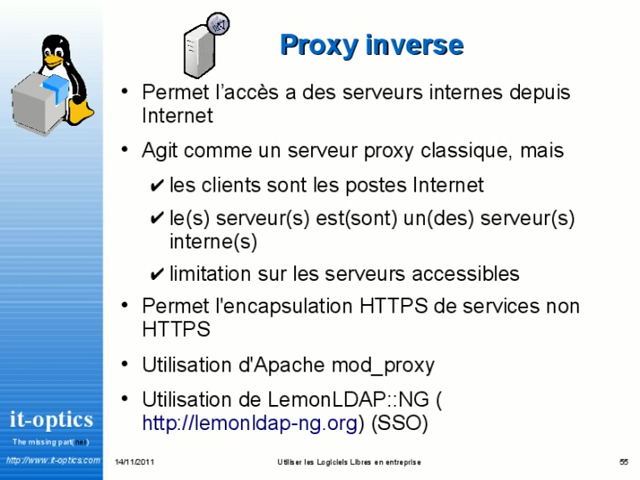 Proxy inverse
• Permet l’accès a des serveurs internes depuis
Internet
• Agit comme un serveur proxy classique, mais
✔ les clients sont les postes Internet
✔ le(s) serveur(s) est(sont) un(des) serveur(s)
interne(s)
✔ limitation sur les serveurs accessibles
• Permet l'encapsulation HTTPS de services non
HTTPS
• Utilisation d'Apache mod_proxy
• Utilisation de LemonLDAP::NG (
http://lemonldap-ng.org) (SSO)
it-optics
The missing part(ner)
http://www.it-optics.com
14/11/2011
Utiliser les Logiciels Libres en entreprise
55